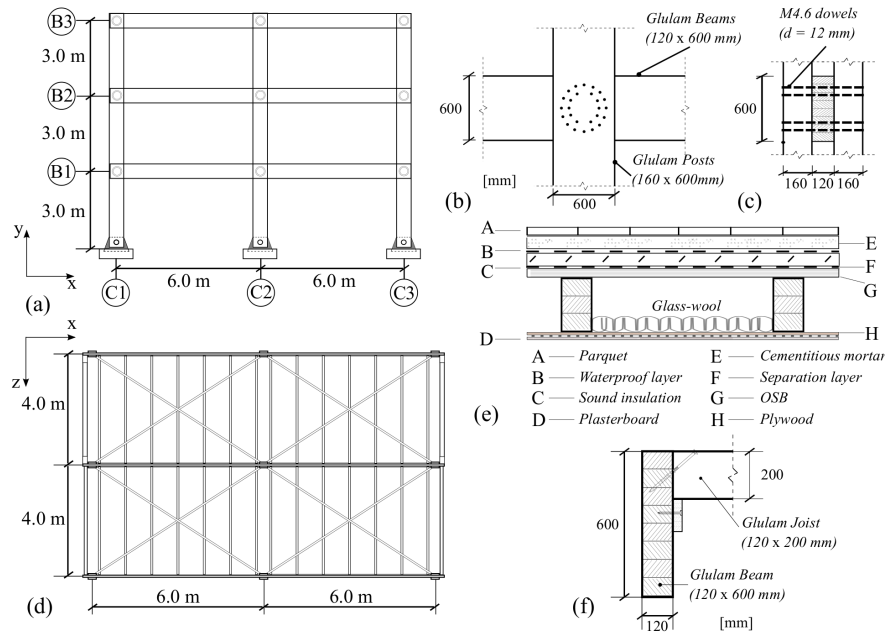 B3
3.0 m
B2
3.0 m
B1
3.0 m
y
x
6.0 m
6.0 m
(a)
C1
C2
C3
Glulam Beams
(120 x 600 mm)
600
Glulam Posts
(160 x 600mm)
(b)
[mm]
600
M4.6 dowels
(d = 12 mm)
600
(c)
160
120
160
x
z
4.0 m
4.0 m
(d)
6.0 m
6.0 m
A
E
B
F
C
G
Glass-wool
D
H
A Parquet
E Cementitious mortar
B Waterproof layer
F Separation layer
C Sound insulation
G OSB
D Plasterboard
H Plywood
(e)
600
200
Glulam Joist
(120 x 200 mm)
Glulam Beam
(120 x 600 mm)
(f)
120
[mm]